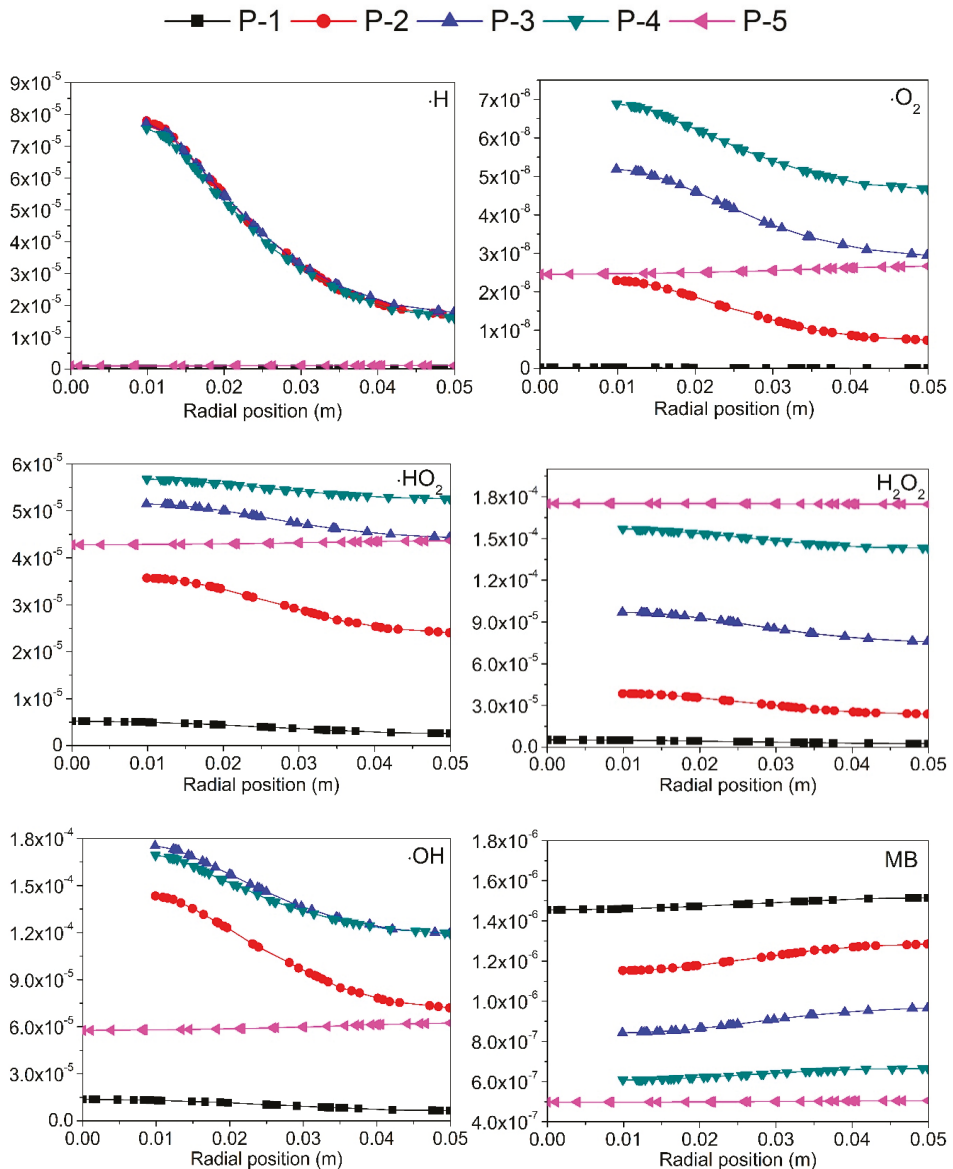 P-1 P-2 P-3 P-4 P-5
·H
9x10⁻⁵
8x10⁻⁵
7x10⁻⁵
6x10⁻⁵
5x10⁻⁵
4x10⁻⁵
3x10⁻⁵
2x10⁻⁵
1x10⁻⁵
0
0.00 0.01 0.02 0.03 0.04 0.05
Radial position (m)
·O₂
7x10⁻⁸
6x10⁻⁸
5x10⁻⁸
4x10⁻⁸
3x10⁻⁸
2x10⁻⁸
1x10⁻⁸
0
0.00 0.01 0.02 0.03 0.04 0.05
Radial position (m)
·HO₂
6x10⁻⁵
5x10⁻⁵
4x10⁻⁵
3x10⁻⁵
2x10⁻⁵
1x10⁻⁵
0
0.00 0.01 0.02 0.03 0.04 0.05
Radial position (m)
H₂O₂
1.8x10⁻⁴
1.5x10⁻⁴
1.2x10⁻⁴
9.0x10⁻⁵
6.0x10⁻⁵
3.0x10⁻⁵
0.0
0.00 0.01 0.02 0.03 0.04 0.05
Radial position (m)
·OH
1.8x10⁻⁴
1.5x10⁻⁴
1.2x10⁻⁴
9.0x10⁻⁵
6.0x10⁻⁵
3.0x10⁻⁵
0.0
0.00 0.01 0.02 0.03 0.04 0.05
Radial position (m)
MB
1.8x10⁻⁶
1.6x10⁻⁶
1.4x10⁻⁶
1.2x10⁻⁶
1.0x10⁻⁶
8.0x10⁻⁷
6.0x10⁻⁷
4.0x10⁻⁷
0.00 0.01 0.02 0.03 0.04 0.05
Radial position (m)